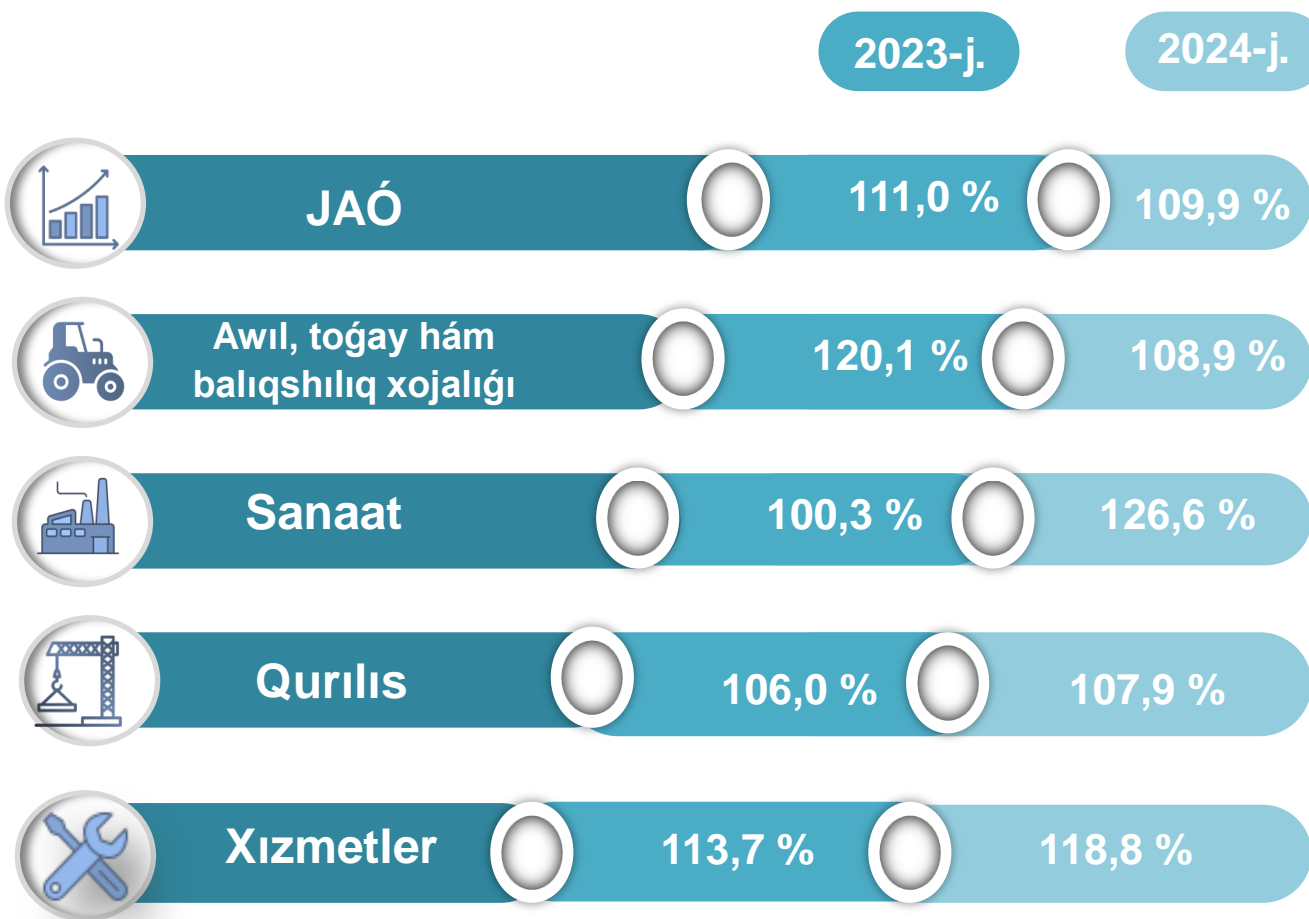 2023-j.
2024-j.
JAÓ
111,0 %
109,9 %
Awıl, toǵay hám
balıqshılıq xojalıǵı
120,1 %
108,9 %
Sanaat
100,3 %
126,6 %
Qurılıs
106,0 %
107,9 %
Xızmetler
113,7 %
118,8 %